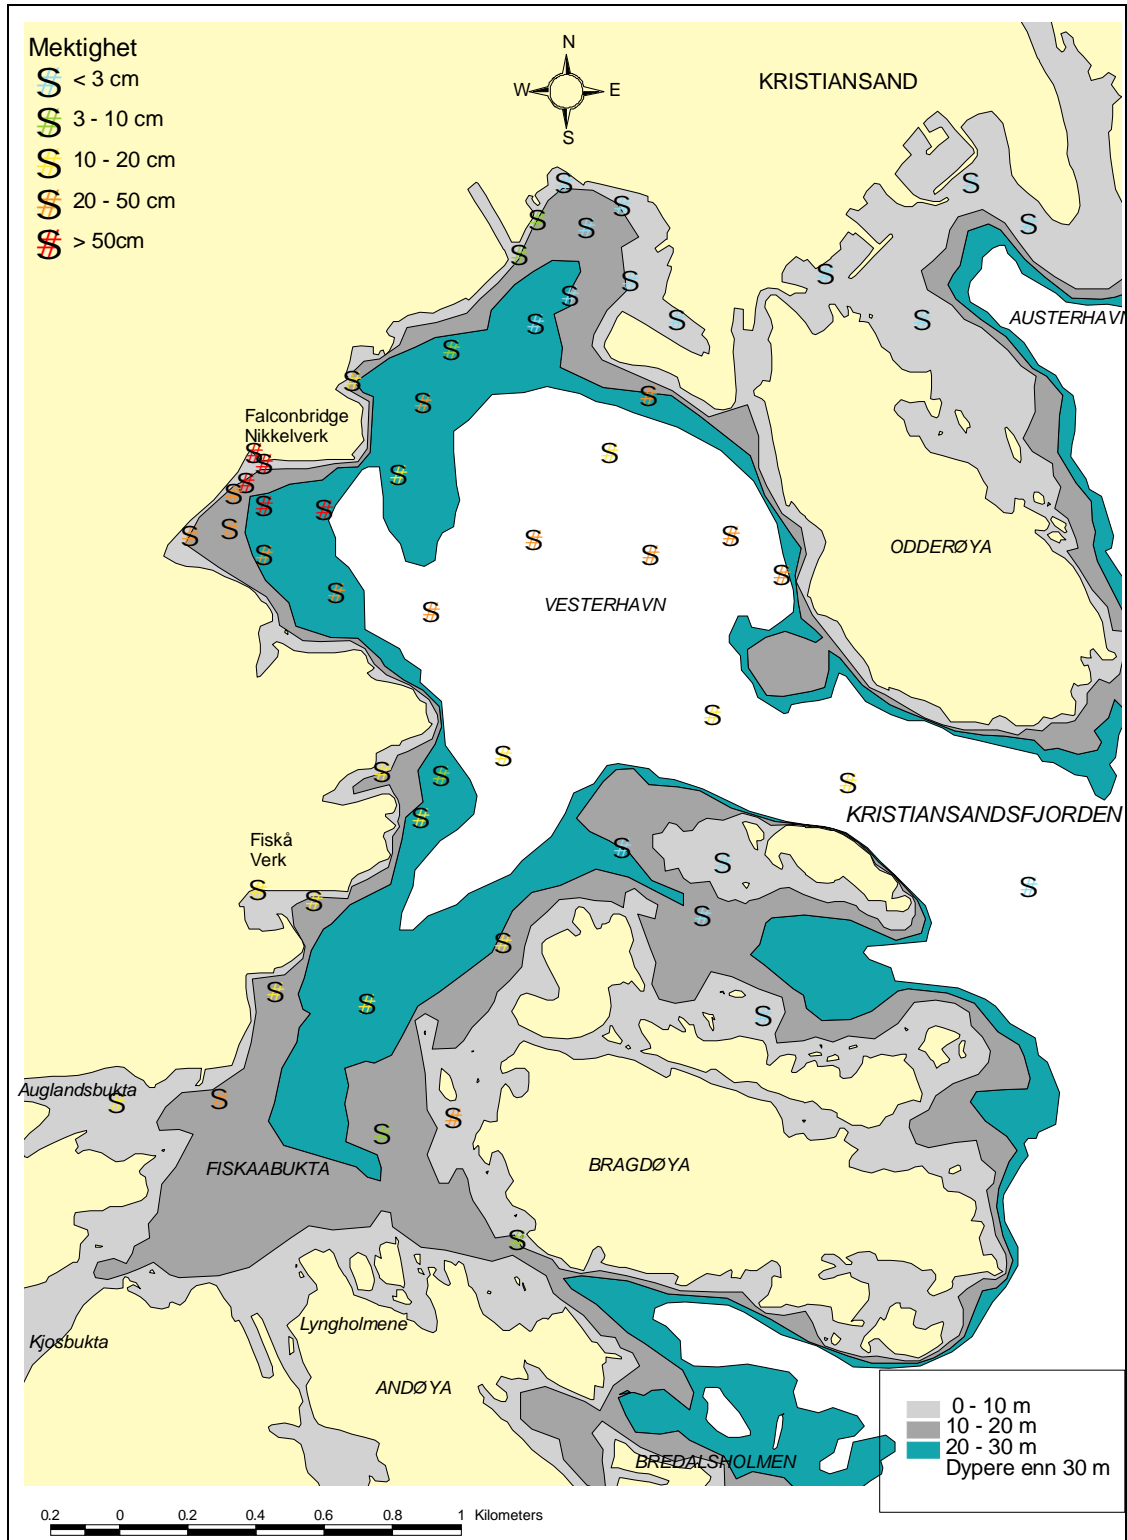 Mektighet
S < 3 cm
S 3 - 10 cm
S 10 - 20 cm
S 20 - 50 cm
S > 50cm
N
W E
S
KRISTIANSAND
AUSTERHAVN
Falconbridge
Nikkelverk
ODDERØYA
VESTERHAVN
KRISTIANSANDSFJORDEN
Fiskå
Verk
Auglandsbukta
FISKAABUKTA
BRAGDØYA
Lyngholmene
Kjosbukta
ANDØYA
BREDALSHOLMEN
0 - 10 m
10 - 20 m
20 - 30 m
Dypere enn 30 m
0.2 0 0.2 0.4 0.6 0.8 1 Kilometers